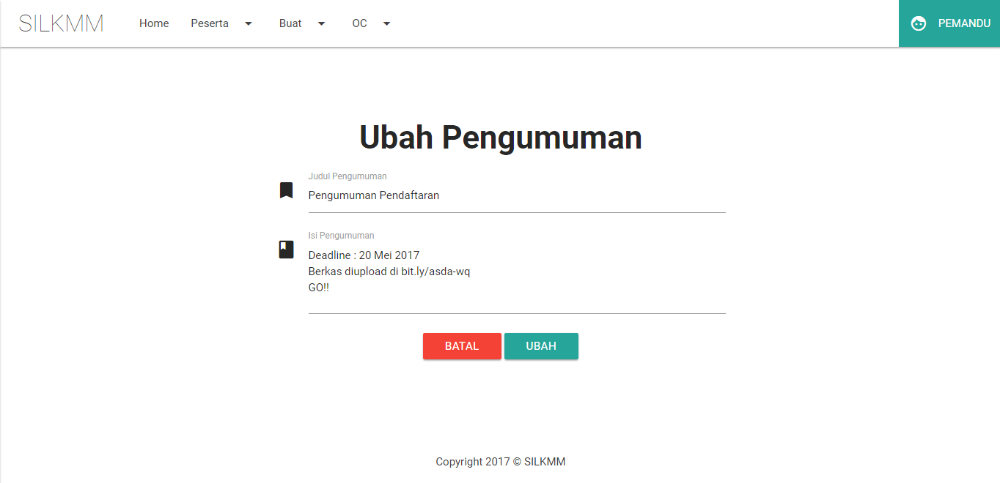 SILKMM
Home
Peserta
Buat
OC
PEMANDU
Ubah Pengumuman
Judul Pengumuman
Pengumuman Pendaftaran
Isi Pengumuman
Deadline : 20 Mei 2017
Berkas diupload di bit.ly/asda-wq
GO!!
BATAL
UBAH
Copyright 2017 © SILKMM